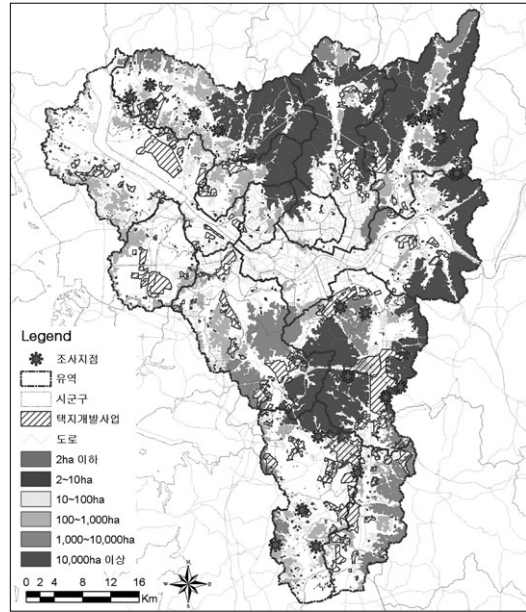 Legend
조사지점
유역
시군구
택지개발사업
도로
2ha 이하
2~10ha
10~100ha
100~1,000ha
1,000~10,000ha
10,000ha 이상
0 2 4 8 12 16
Km
N
W E
S